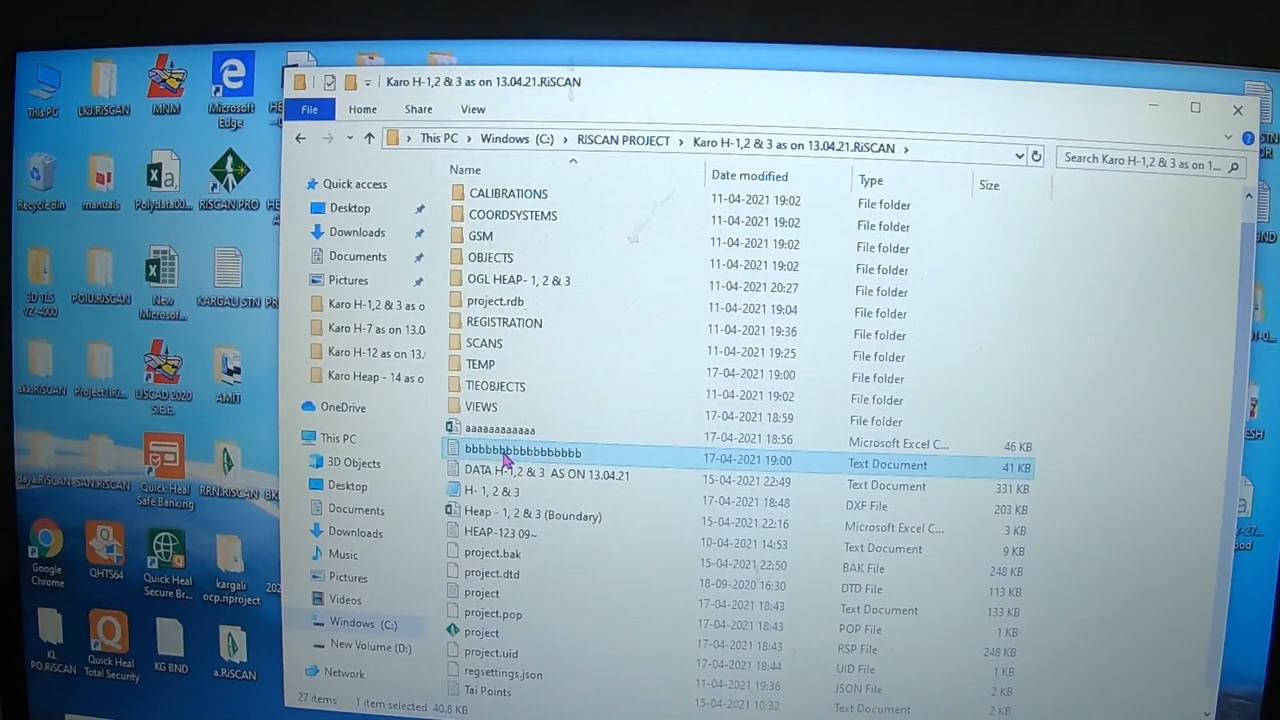 Karo H-1,2 & 3 as on 13.04.21.RiSCAN
File Home Share View
This PC Windows (C:) RISCAN PROJECT Karo H-1,2 & 3 as on 13.04.21.RiSCAN
Search Karo H-1,2 & 3 as on 1...
Name Date modified Type Size
CALIBRATIONS 11-04-2021 19:02 File folder
COORDSYSTEMS 11-04-2021 19:02 File folder
GSM 11-04-2021 19:02 File folder
OBJECTS 11-04-2021 19:02 File folder
OGL HEAP- 1, 2 & 3 11-04-2021 20:27 File folder
project.rdb 11-04-2021 19:04 File folder
REGISTRATION 11-04-2021 19:36 File folder
SCANS 11-04-2021 19:25 File folder
TEMP 17-04-2021 19:00 File folder
TIEOBJECTS 11-04-2021 19:02 File folder
VIEWS 17-04-2021 18:59 File folder
aaaaaaaaaaaa 17-04-2021 18:56 Microsoft Excel C... 46 KB
bbbbbbbbbbbbbbbbb 17-04-2021 19:00 Text Document 41 KB
DATA H-1,2 & 3 AS ON 13.04.21 15-04-2021 22:49 Text Document 331 KB
H- 1, 2 & 3 17-04-2021 18:48 DXF File 203 KB
Heap - 1, 2 & 3 (Boundary) 15-04-2021 22:16 Microsoft Excel C... 3 KB
HEAP-123 09~ 10-04-2021 14:53 Text Document 9 KB
project.bak 15-04-2021 22:50 BAK File 248 KB
project.dtd 18-09-2020 16:30 DTD File 113 KB
project 17-04-2021 18:43 Text Document 133 KB
project.pop 17-04-2021 18:43 POP File 1 KB
project 17-04-2021 18:43 RSP File 248 KB
project.uid 17-04-2021 18:44 UID File 1 KB
regsettings.json 11-04-2021 19:36 JSON File 2 KB
Tai Points 15-04-2021 10:32 Text Document 2 KB
27 items 1 item selected 40.8 KB
Quick access
Desktop
Downloads
Documents
Pictures
Karo H-1,2 & 3 as o
Karo H-7 as on 13.0
Karo H-12 as on 13.
Karo Heap - 14 as o
OneDrive
This PC
3D Objects
Desktop
Documents
Downloads
Music
Pictures
Videos
Windows (C:)
New Volume (D:)
Network
This PC
LKJ.RiSCAN
MNM
Microsoft
Edge
Recycle Bin
manuals
Polydata00...
RiSCAN PRO
3D TLS
VZ-4000
POIU.RiSCAN
New
Microsof...
KARGALI STN
Project1.Ri...
LISCAD 2020
S.E.E.
AMIT
daya.RiSCAN
SAN.RiSCAN
Quick Heal
Safe Banking
RRN.RiSCAN
Google
Chrome
QHTS64
Quick Heal
Secure Br...
kargali
ocp.riproject
KL
PO.RiSCAN
Quick Heal
Total Security
KG BND
a.RiSCAN